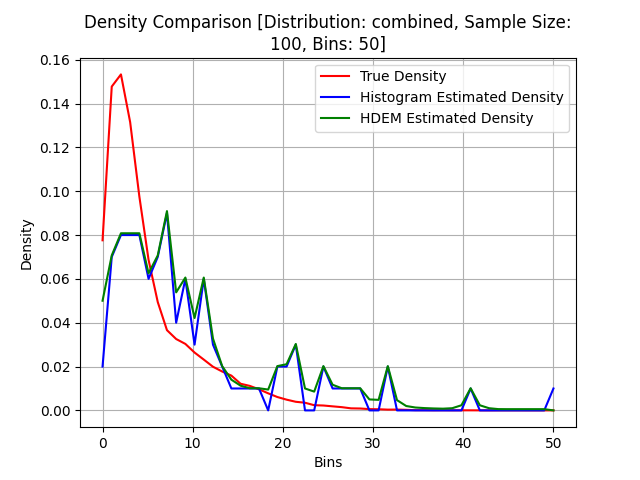 Density Comparison [Distribution: combined, Sample Size:
100, Bins: 50]
True Density
Histogram Estimated Density
HDEM Estimated Density
Density
0.16
0.14
0.12
0.10
0.08
0.06
0.04
0.02
0.00
0 10 20 30 40 50
Bins